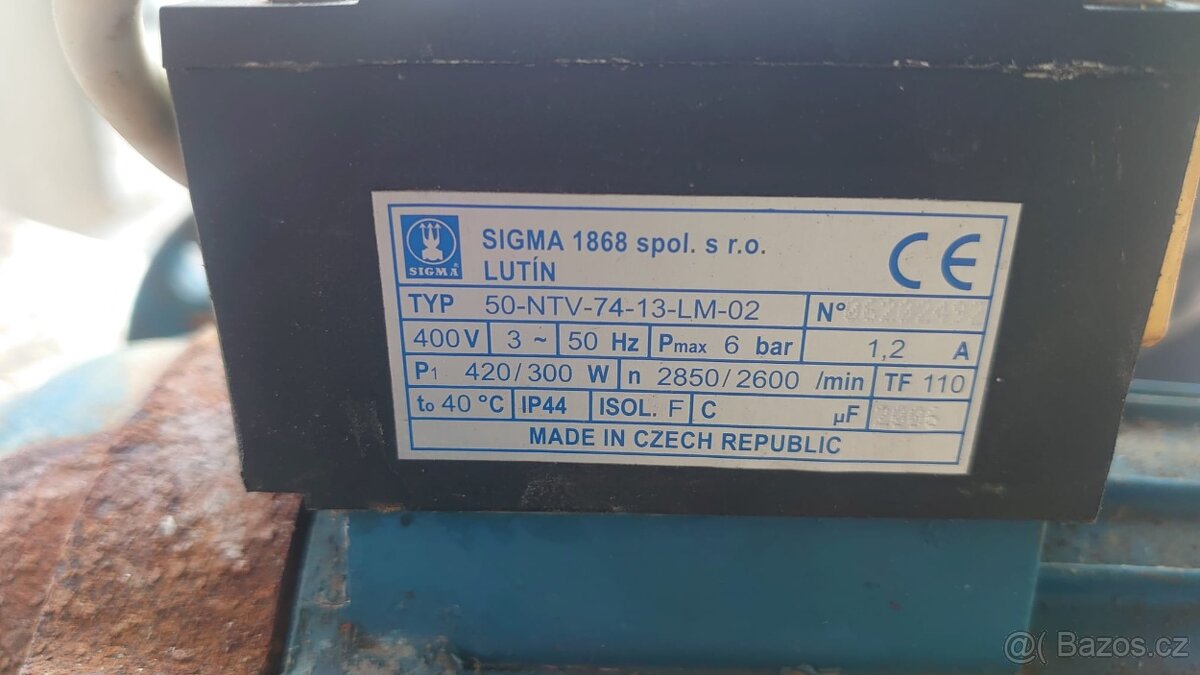 SIGMA®
SIGMA 1868 spol. s r.o.
LUTÍN
CE
TYP 50-NTV-74-13-LM-02 N°
400V 3 ~ 50 Hz Pmax 6 bar 1,2 A
P1 420/300 W n 2850/2600 /min TF 110
to 40 °C IP44 ISOL. F C µF
MADE IN CZECH REPUBLIC
@( Bazos.cz